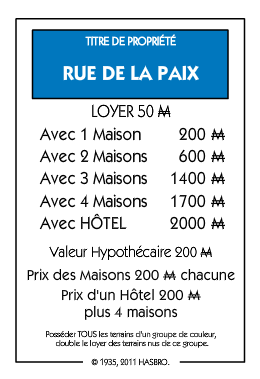 TITRE DE PROPRIÉTÉ
RUE DE LA PAIX
LOYER 50 ₩
Avec 1 Maison 200 ₩
Avec 2 Maisons 600 ₩
Avec 3 Maisons 1400 ₩
Avec 4 Maisons 1700 ₩
Avec HÔTEL 2000 ₩
Valeur Hypothécaire 200 ₩
Prix des Maisons 200 ₩ chacune
Prix d'un Hôtel 200 ₩
plus 4 maisons
Posséder TOUS les terrains d'un groupe de couleur,
double le loyer des terrains nus de ce groupe.
© 1935, 2011 HASBRO.